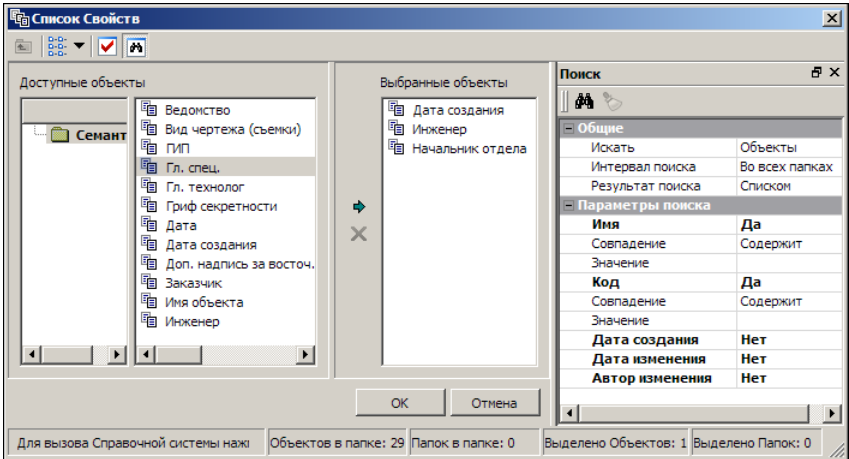 Список Свойств
Доступные объекты
Семант
Ведомство
Вид чертежа (съемки)
ГИП
Гл. спец.
Гл. технолог
Гриф секретности
Дата
Дата создания
Доп. надпись за восточ.
Заказчик
Имя объекта
Инженер
Выбранные объекты
Дата создания
Инженер
Начальник отдела
Поиск
Общие
Искать Объекты
Интервал поиска Во всех папках
Результат поиска Списком
Параметры поиска
Имя Да
Совпадение Содержит
Значение
Код Да
Совпадение Содержит
Значение
Дата создания Нет
Дата изменения Нет
Автор изменения Нет
OK Отмена
Для вызова Справочной системы нажи Объектов в папке: 29 Папок в папке: 0 Выделено Объектов: 1 Выделено Папок: 0